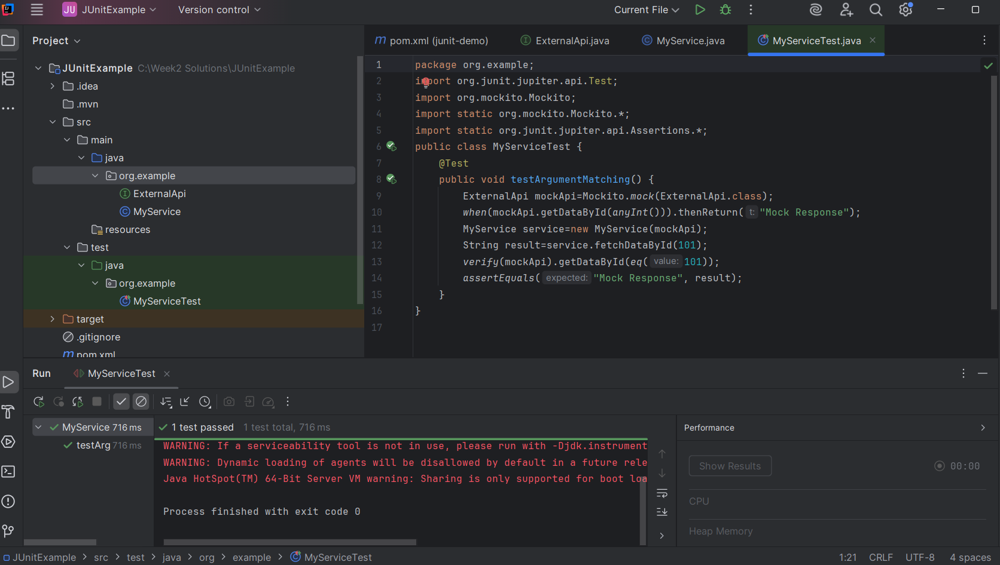 JU JUnitExample Version control Current File
Project
JUnitExample C:\Week2 Solutions\JUnitExample
.idea
.mvn
src
main
java
org.example
ExternalApi
MyService
resources
test
java
org.example
MyServiceTest
target
.gitignore
m pom.xml
m pom.xml (junit-demo) ExternalApi.java MyService.java MyServiceTest.java
1 package org.example;
2 import org.junit.jupiter.api.Test;
3 import org.mockito.Mockito;
4 import static org.mockito.Mockito.*;
5 import static org.junit.jupiter.api.Assertions.*;
6 public class MyServiceTest {
7 @Test
8 public void testArgumentMatching() {
9 ExternalApi mockApi=Mockito.mock(ExternalApi.class);
10 when(mockApi.getDataById(anyInt())).thenReturn( t: "Mock Response");
11 MyService service=new MyService(mockApi);
12 String result=service.fetchDataById(101);
13 verify(mockApi).getDataById(eq( value: 101));
14 assertEquals( expected: "Mock Response", result);
15 }
16 }
17
Run MyServiceTest
MyService 716 ms
testArg 716 ms
1 test passed 1 test total, 716 ms
WARNING: If a serviceability tool is not in use, please run with -Djdk.instrument
WARNING: Dynamic loading of agents will be disallowed by default in a future rele
Java HotSpot(TM) 64-Bit Server VM warning: Sharing is only supported for boot loa
Process finished with exit code 0
Performance
Show Results 00:00
CPU
Heap Memory
JUnitExample > src > test > java > org > example > MyServiceTest 1:21 CRLF UTF-8 4 spaces